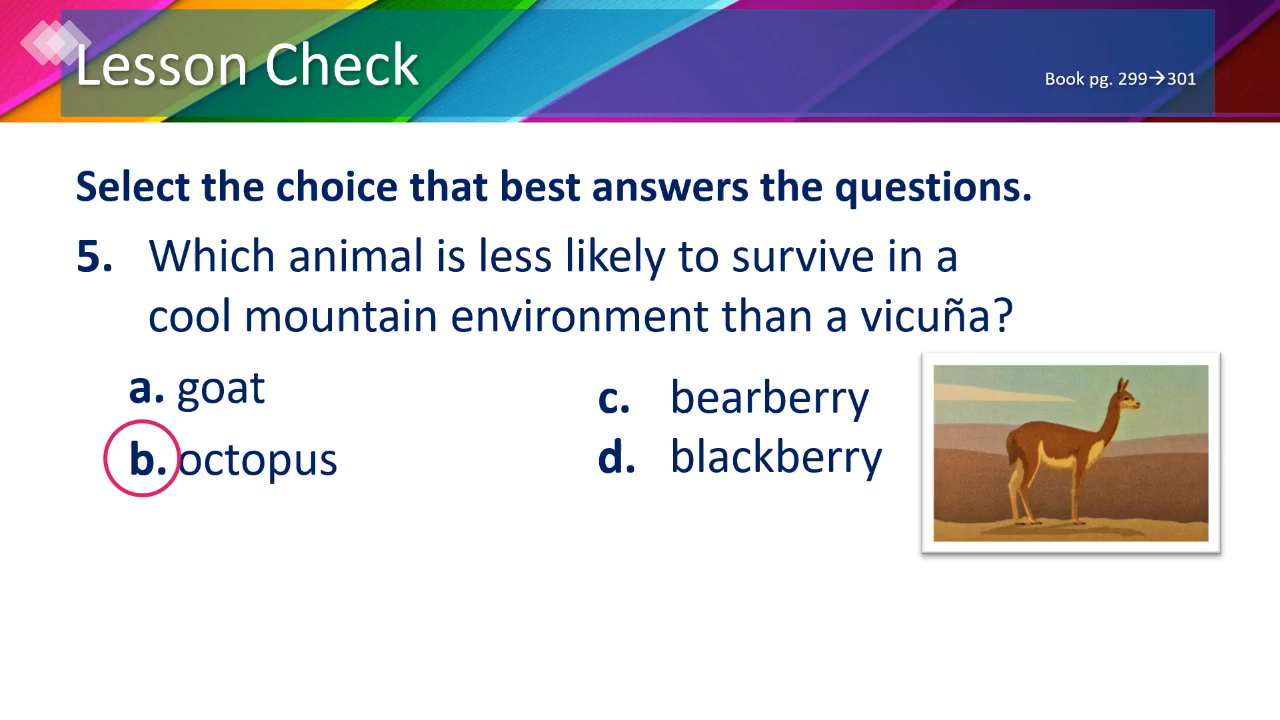 Lesson Check
Book pg. 299→301
Select the choice that best answers the questions.
5. Which animal is less likely to survive in a
cool mountain environment than a vicuña?
a. goat
b. octopus
c. bearberry
d. blackberry